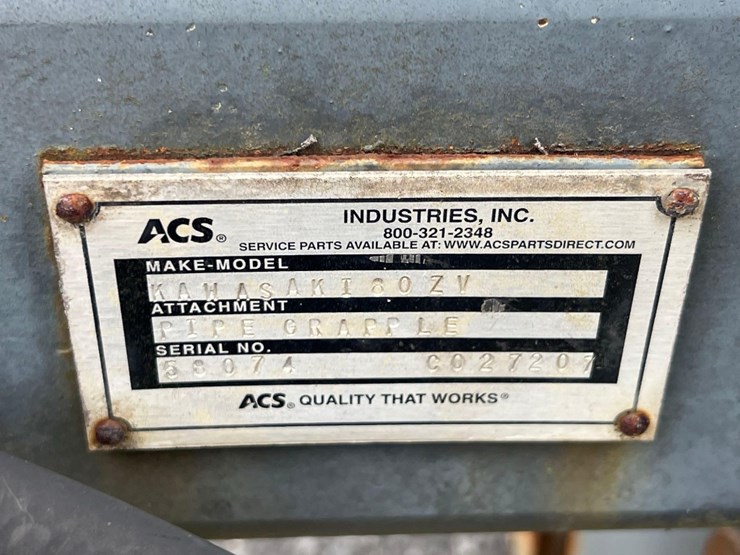 ACS® INDUSTRIES, INC.
800-321-2348
SERVICE PARTS AVAILABLE AT: WWW.ACSPARTSDIRECT.COM
MAKE-MODEL
KAWASAKI 80ZV
ATTACHMENT
PIPE GRAPPLE
SERIAL NO.
58074 C027207
ACS® QUALITY THAT WORKS®